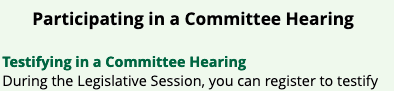 Participating in a Committee Hearing
Testifying in a Committee Hearing
During the Legislative Session, you can register to testify